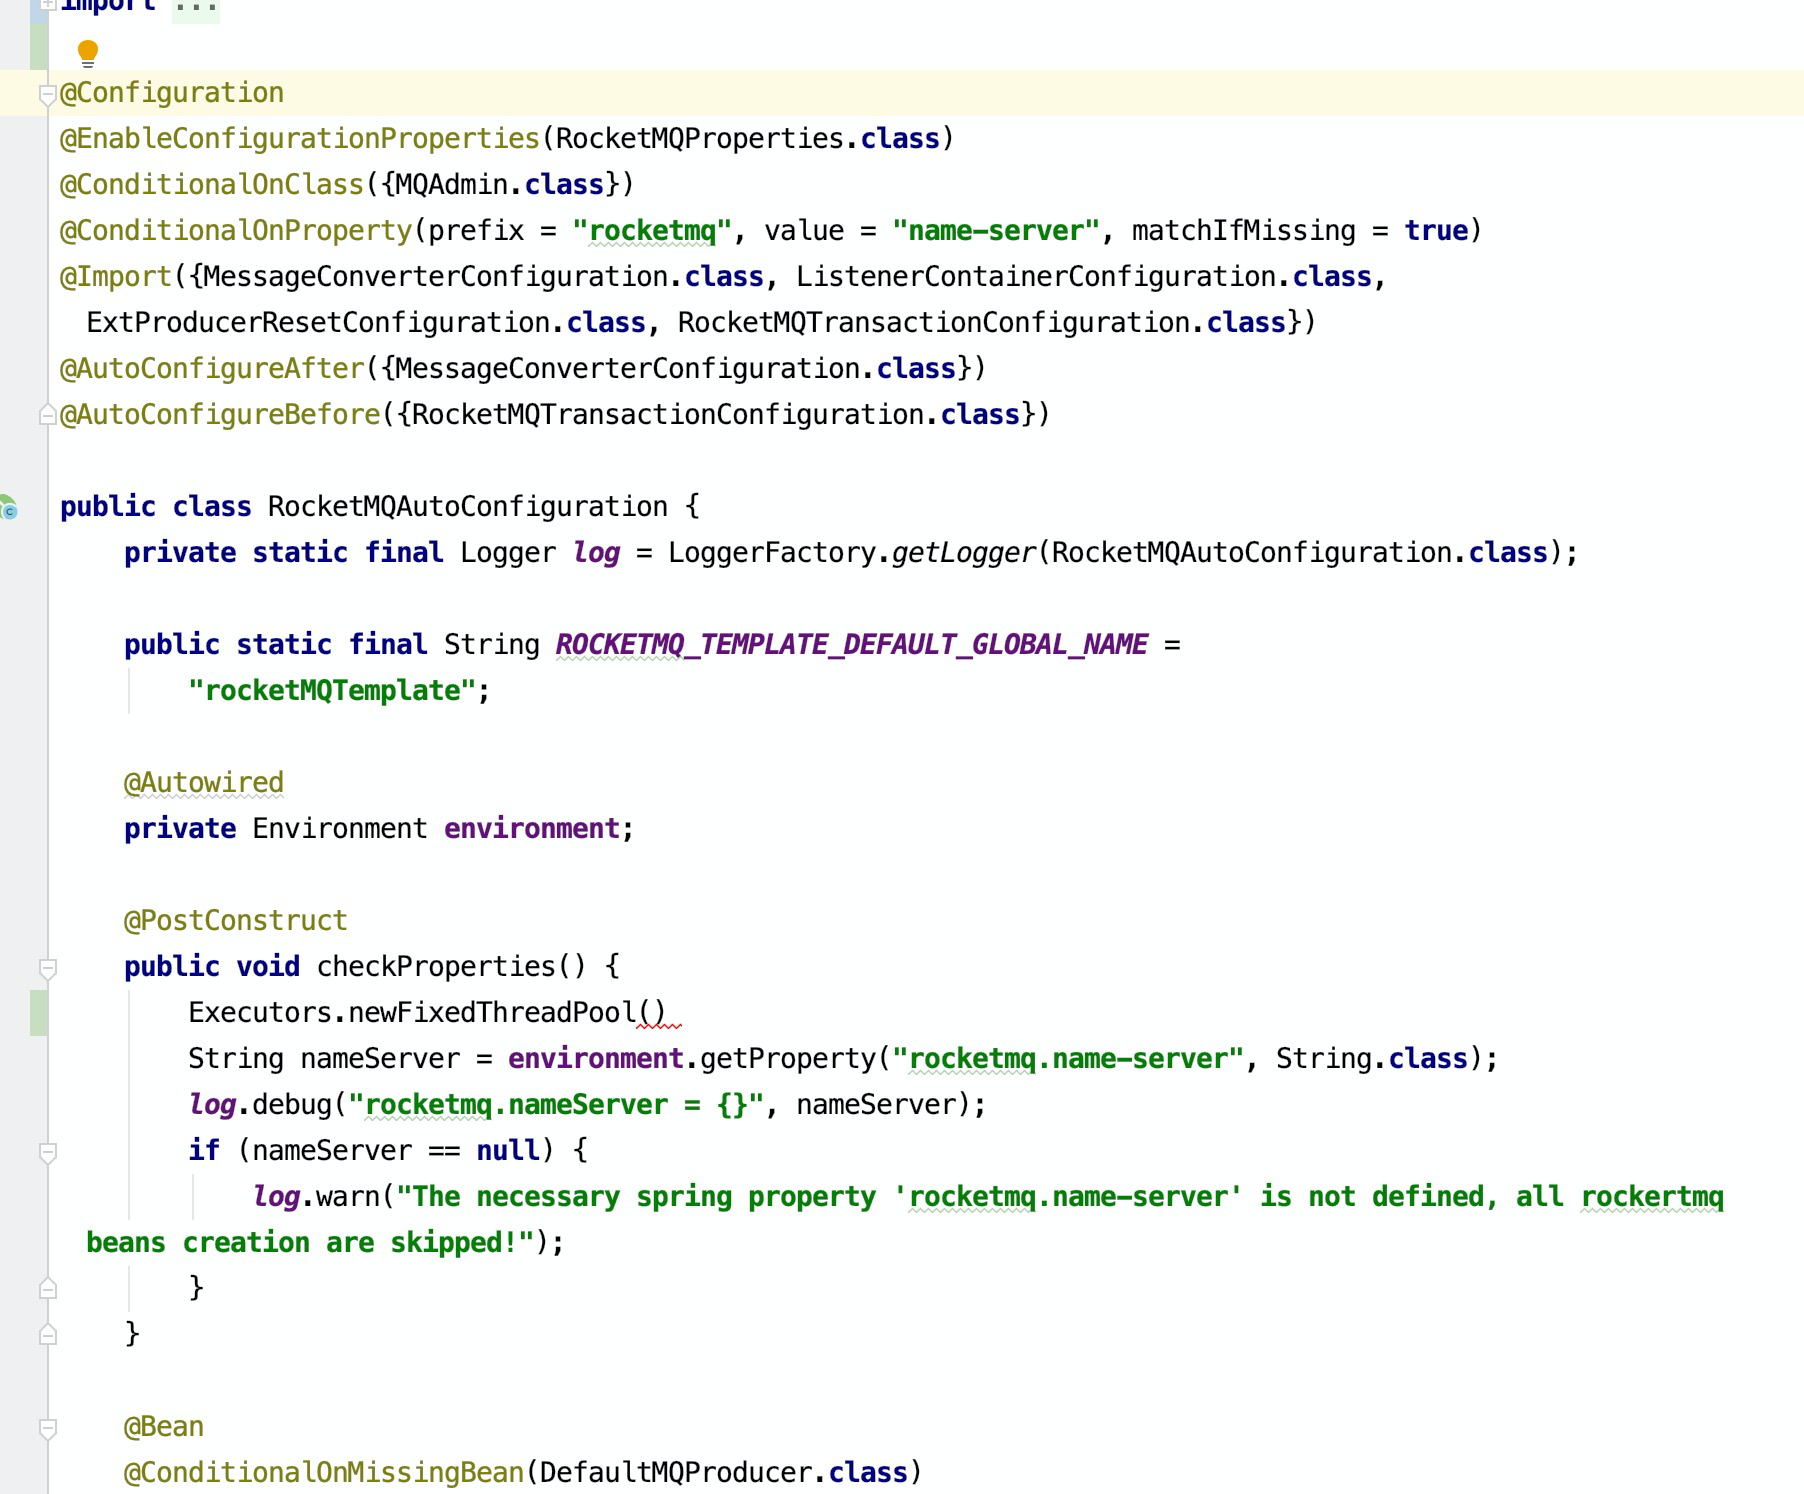 import ...
@Configuration
@EnableConfigurationProperties(RocketMQProperties.class)
@ConditionalOnClass({MQAdmin.class})
@ConditionalOnProperty(prefix = "rocketmq", value = "name-server", matchIfMissing = true)
@Import({MessageConverterConfiguration.class, ListenerContainerConfiguration.class,
ExtProducerResetConfiguration.class, RocketMQTransactionConfiguration.class})
@AutoConfigureAfter({MessageConverterConfiguration.class})
@AutoConfigureBefore({RocketMQTransactionConfiguration.class})
public class RocketMQAutoConfiguration {
private static final Logger log = LoggerFactory.getLogger(RocketMQAutoConfiguration.class);
public static final String ROCKETMQ_TEMPLATE_DEFAULT_GLOBAL_NAME =
"rocketMQTemplate";
@Autowired
private Environment environment;
@PostConstruct
public void checkProperties() {
Executors.newFixedThreadPool()
String nameServer = environment.getProperty("rocketmq.name-server", String.class);
log.debug("rocketmq.nameServer = {}", nameServer);
if (nameServer == null) {
log.warn("The necessary spring property 'rocketmq.name-server' is not defined, all rockertmq
beans creation are skipped!");
}
}
@Bean
@ConditionalOnMissingBean(DefaultMQProducer.class)